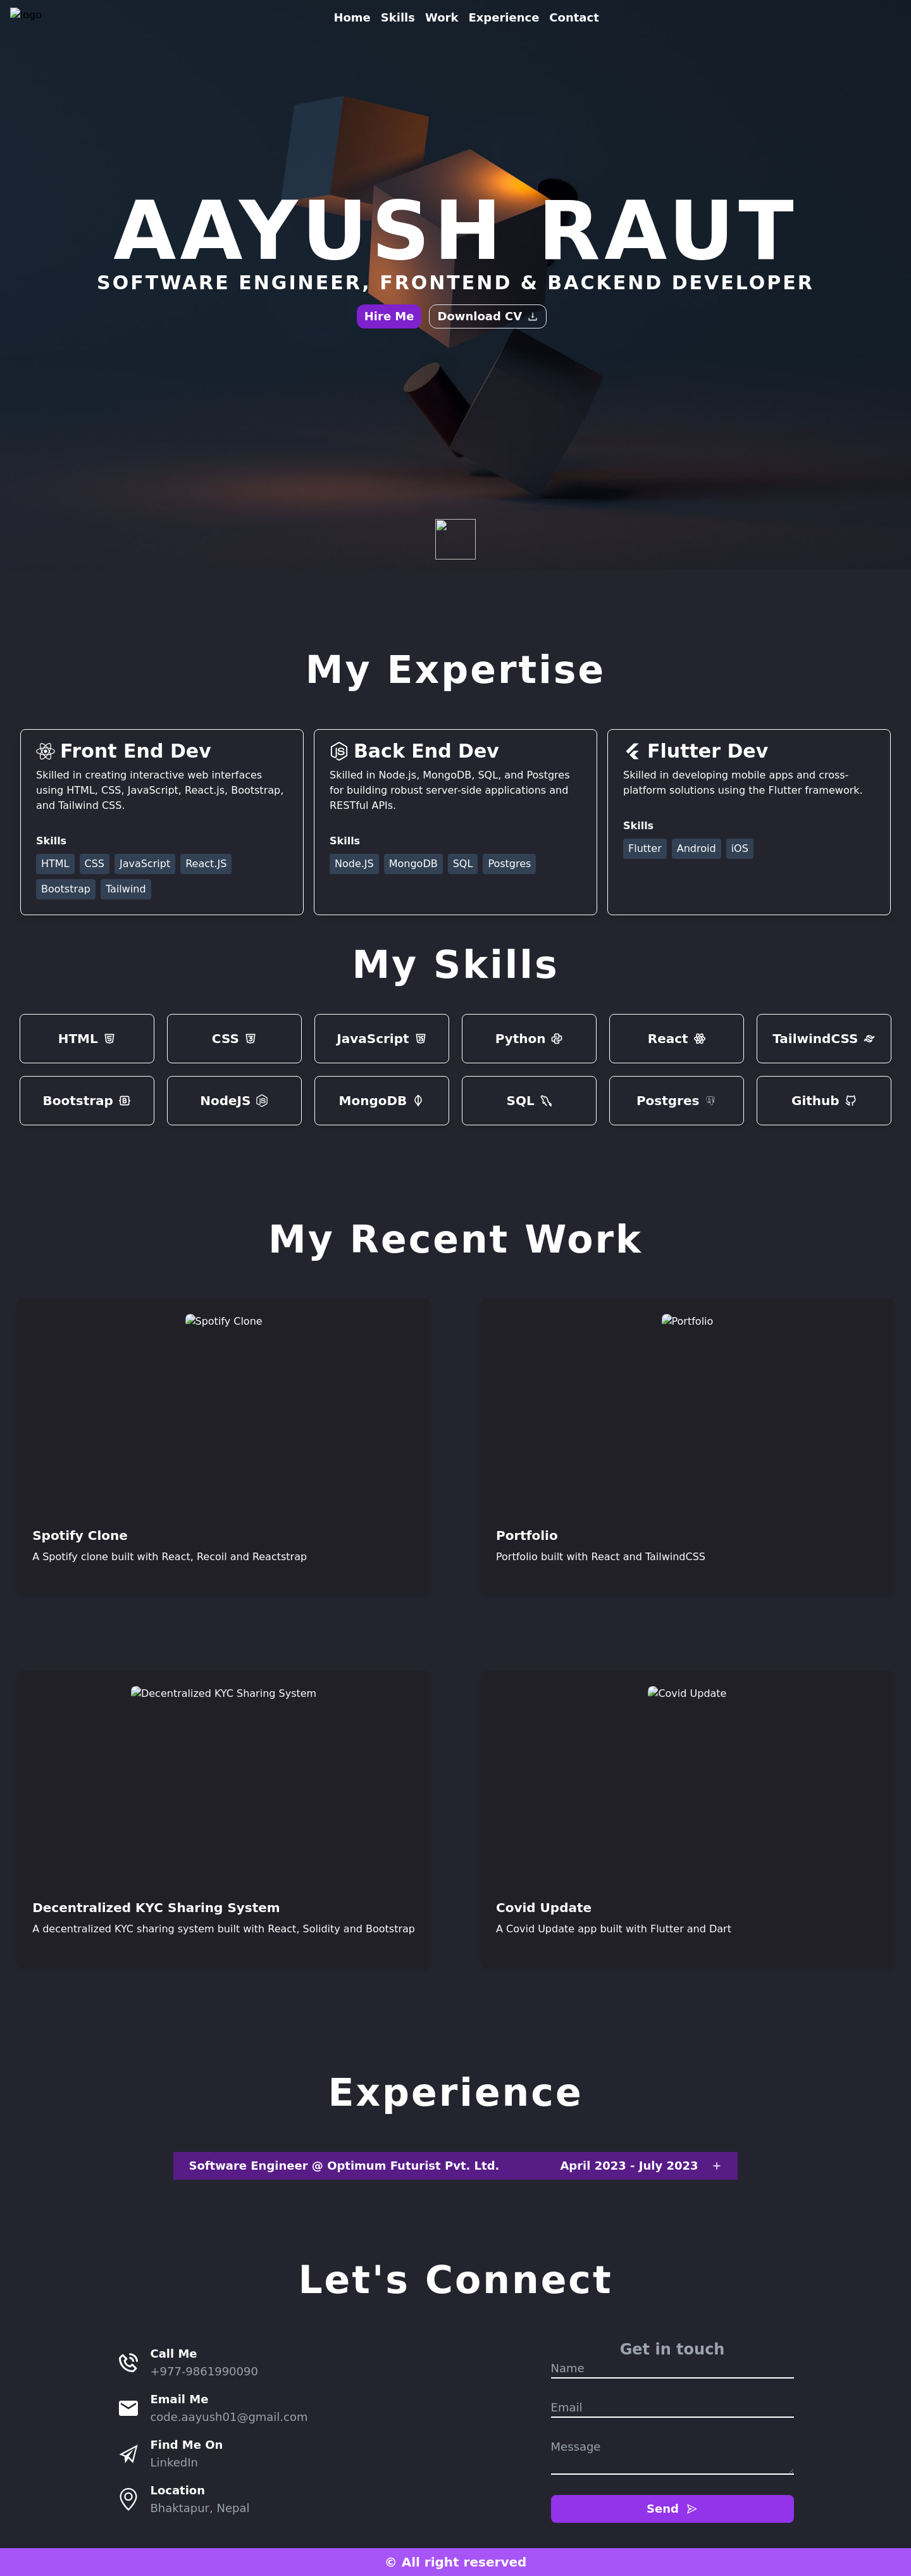 logo
Home Skills Work Experience Contact
AAYUSH RAUT
SOFTWARE ENGINEER, FRONTEND & BACKEND DEVELOPER
Hire Me Download CV
My Expertise
Front End Dev
Skilled in creating interactive web interfaces
using HTML, CSS, JavaScript, React.js, Bootstrap,
and Tailwind CSS.
Skills
HTML CSS JavaScript React.JS
Bootstrap Tailwind
Back End Dev
Skilled in Node.js, MongoDB, SQL, and Postgres
for building robust server-side applications and
RESTful APIs.
Skills
Node.JS MongoDB SQL Postgres
Flutter Dev
Skilled in developing mobile apps and cross-
platform solutions using the Flutter framework.
Skills
Flutter Android iOS
My Skills
HTML CSS JavaScript Python React TailwindCSS
Bootstrap NodeJS MongoDB SQL Postgres Github
My Recent Work
Spotify Clone
Spotify Clone
A Spotify clone built with React, Recoil and Reactstrap
Portfolio
Portfolio
Portfolio built with React and TailwindCSS
Decentralized KYC Sharing System
Decentralized KYC Sharing System
A decentralized KYC sharing system built with React, Solidity and Bootstrap
Covid Update
Covid Update
A Covid Update app built with Flutter and Dart
Experience
Software Engineer @ Optimum Futurist Pvt. Ltd. April 2023 - July 2023 +
Let's Connect
Call Me
+977-9861990090
Email Me
code.aayush01@gmail.com
Find Me On
LinkedIn
Location
Bhaktapur, Nepal
Get in touch
Name
Email
Message
Send
© All right reserved